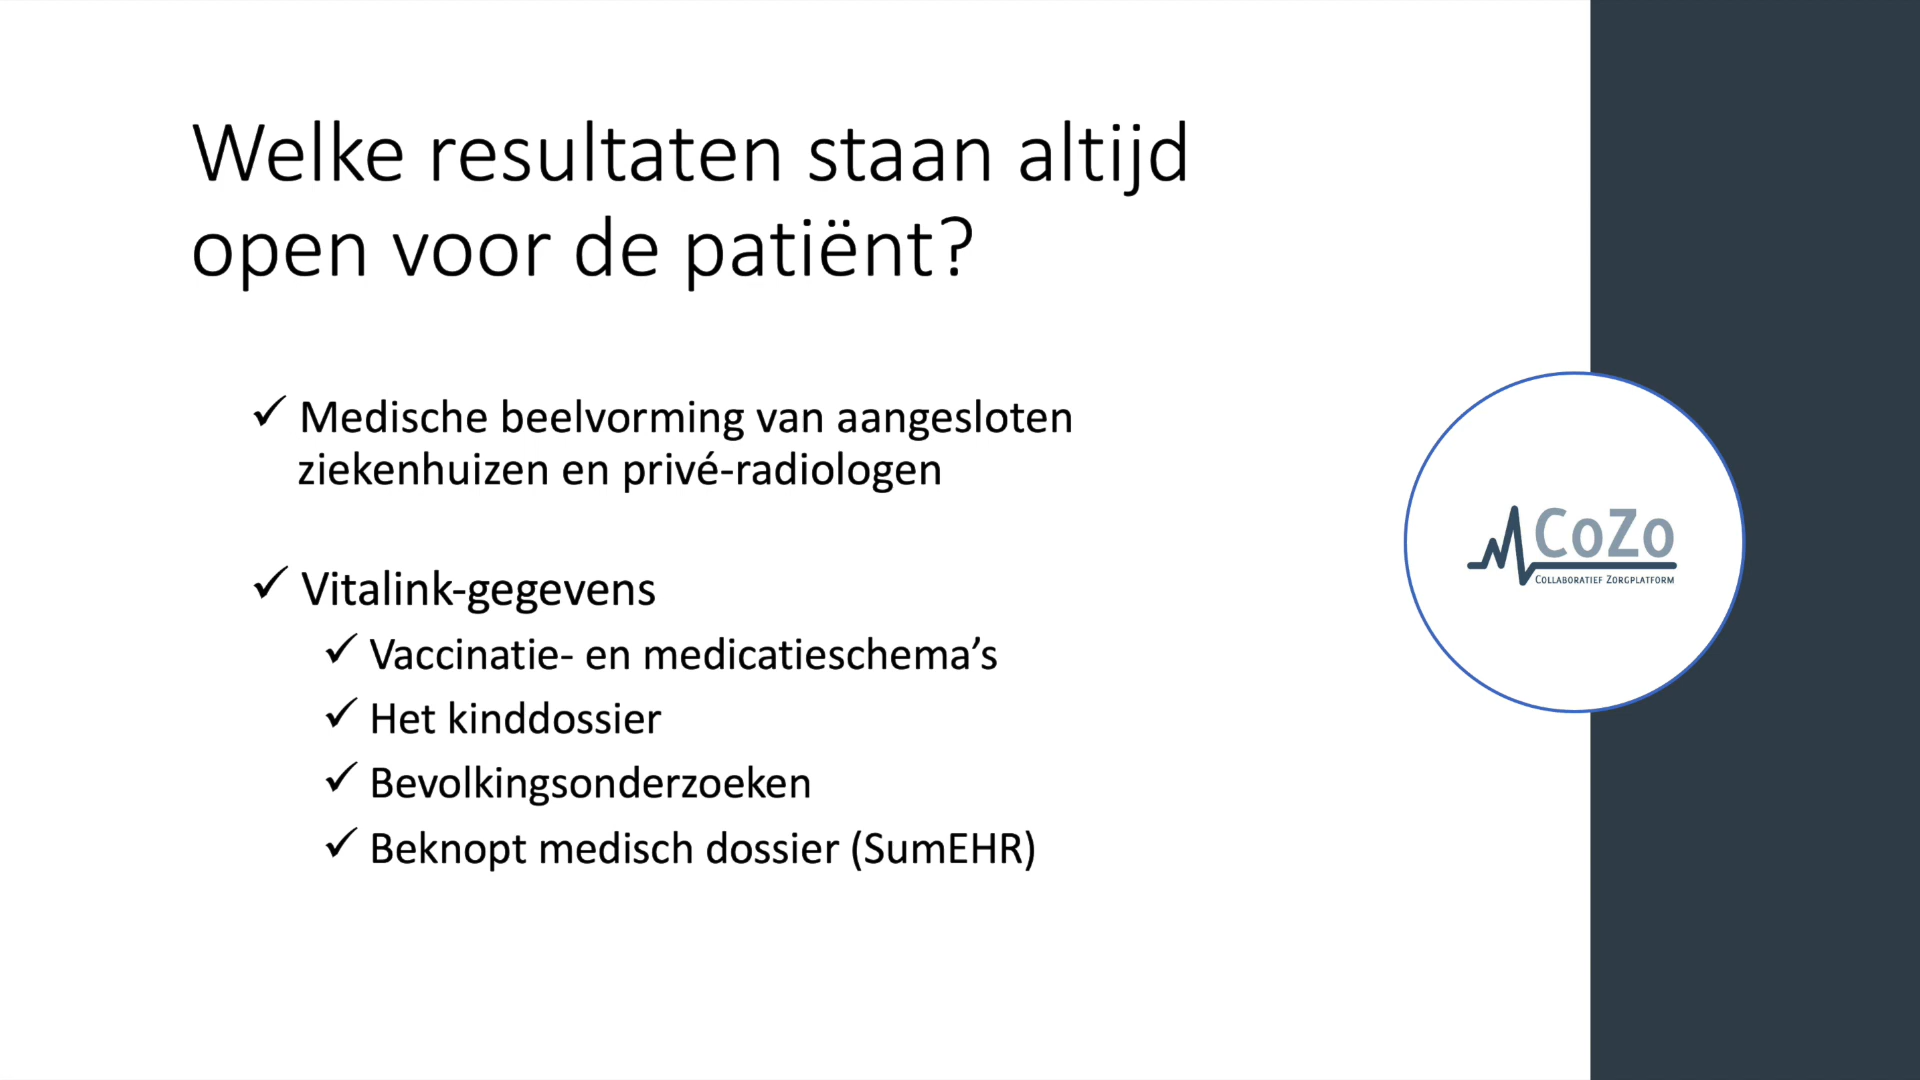 Welke resultaten staan altijd
open voor de patiënt?
✓ Medische beelvorming van aangesloten
ziekenhuizen en privé-radiologen
✓ Vitalink-gegevens
✓ Vaccinatie- en medicatieschema’s
✓ Het kinddossier
✓ Bevolkingsonderzoeken
✓ Beknopt medisch dossier (SumEHR)
CoZo
Collaboratief Zorgplatform